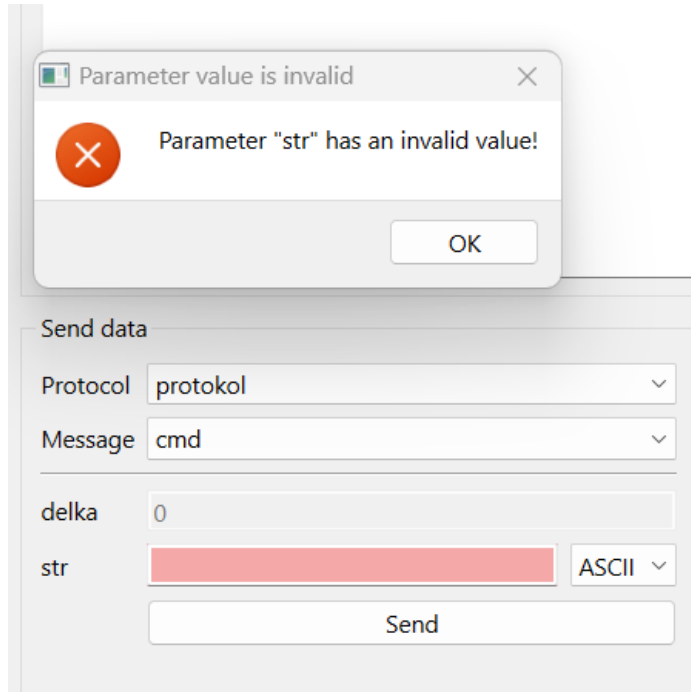 Parameter value is invalid
Parameter "str" has an invalid value!
OK
Send data
Protocol protokol
Message cmd
delka 0
str ASCII
Send